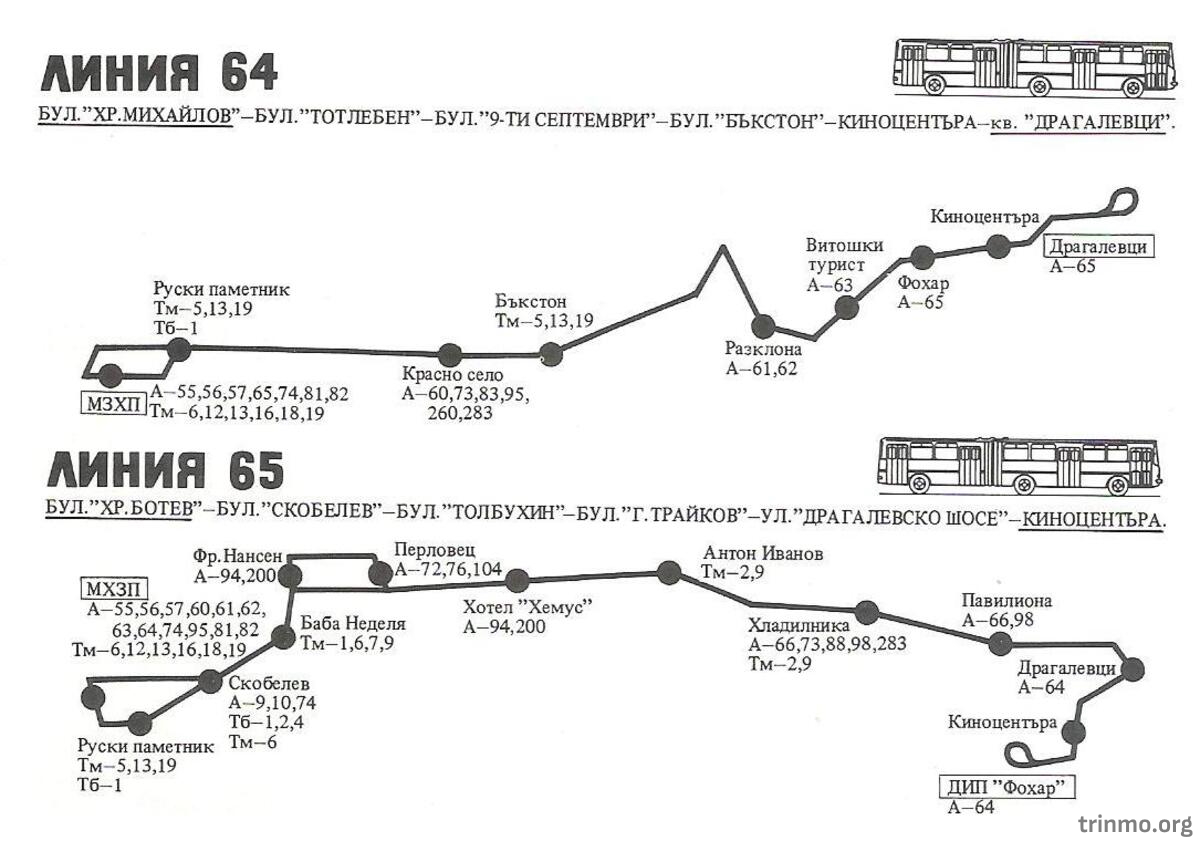 ЛИНИЯ 64
БУЛ."ХР.МИХАЙЛОВ"–БУЛ."ТОТЛЕБЕН"–БУЛ."9-ТИ СЕПТЕМВРИ"–БУЛ."БЪКСТОН"–КИНОЦЕНТЪРА–кв. "ДРАГАЛЕВЦИ".
Киноцентъра
Драгалевци
А–65
Витошки
турист
А–63
Фохар
А–65
Руски паметник
Тм–5,13,19
Тб–1
Бъкстон
Тм–5,13,19
Разклона
А–61,62
Красно село
А–60,73,83,95,
260,283
МЗХП
А–55,56,57,65,74,81,82
Тм–6,12,13,16,18,19
ЛИНИЯ 65
БУЛ."ХР.БОТЕВ"–БУЛ."СКОБЕЛЕВ"–БУЛ."ТОЛБУХИН"–БУЛ."Г.ТРАЙКОВ"–УЛ."ДРАГАЛЕВСКО ШОСЕ"–КИНОЦЕНТЪРА.
Фр.Нансен
А–94,200
Перловец
А–72,76,104
Антон Иванов
Тм–2,9
МХЗП
А–55,56,57,60,61,62,
63,64,74,95,81,82
Тм–6,12,13,16,18,19
Баба Неделя
Тм–1,6,7,9
Хотел "Хемус"
А–94,200
Хладилника
А–66,73,88,98,283
Тм–2,9
Павилиона
А–66,98
Драгалевци
А–64
Скобелев
А–9,10,74
Тб–1,2,4
Тм–6
Руски паметник
Тм–5,13,19
Тб–1
Киноцентъра
ДИП "Фохар"
А–64
trinmo.org